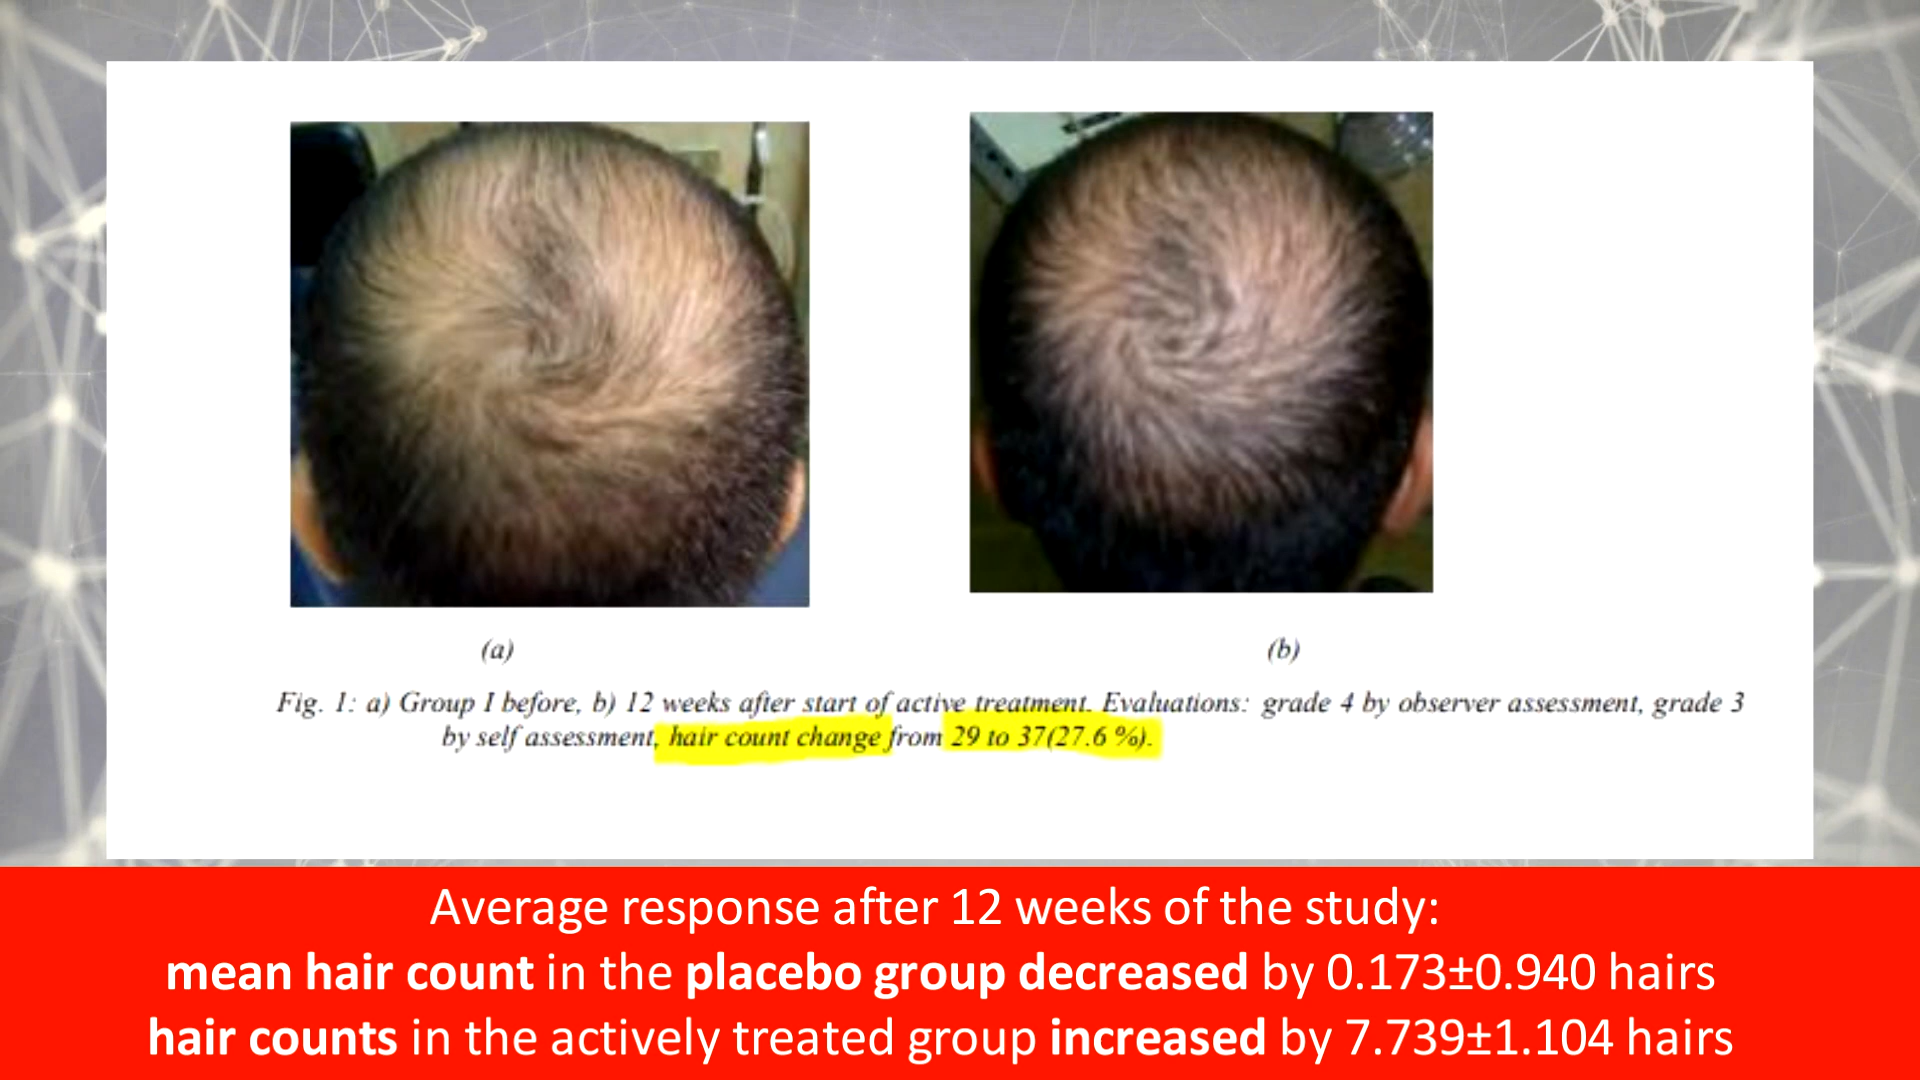 (a)
(b)
Fig. 1: a) Group I before, b) 12 weeks after start of active treatment. Evaluations: grade 4 by observer assessment, grade 3
by self assessment, hair count change from 29 to 37(27.6 %).
Average response after 12 weeks of the study:
mean hair count in the placebo group decreased by 0.173±0.940 hairs
hair counts in the actively treated group increased by 7.739±1.104 hairs